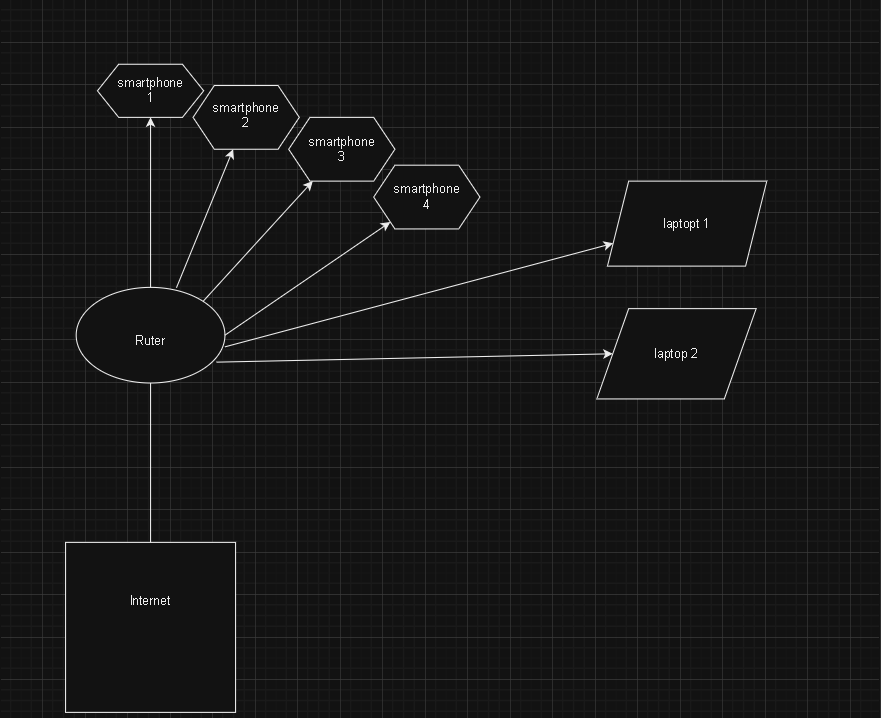 smartphone
1
smartphone
2
smartphone
3
smartphone
4
laptopt 1
Ruter
laptop 2
Internet